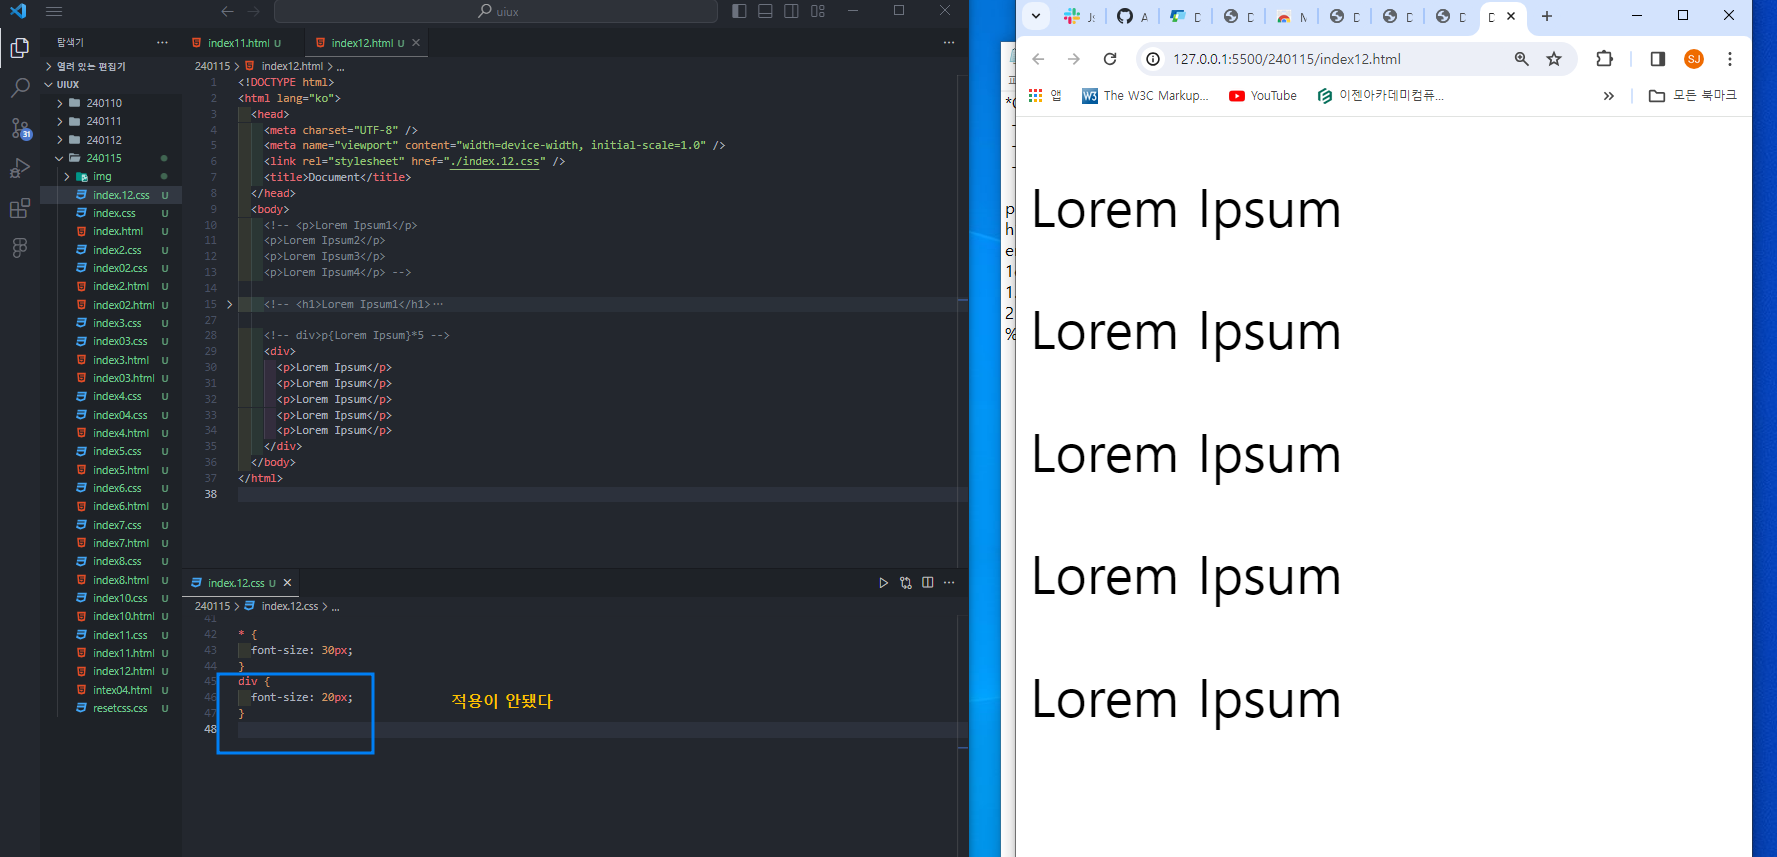 uiux
탐색기
열려 있는 편집기
UIUX
240110
240111
240112
240115
img
index.12.css U
index.css U
index.html U
index2.css U
index02.css U
index2.html U
index02.html U
index3.css U
index03.css U
index3.html U
index03.html U
index4.css U
index04.css U
index4.html U
index04.html U
index5.css U
index5.html U
index6.css U
index6.html U
index7.css U
index7.html U
index8.css U
index8.html U
index10.css U
index10.html U
index11.css U
index11.html U
index12.html U
intex04.html U
resetcss.css U
31
index11.html U
index12.html U
240115 > index12.html > ...
1 <!DOCTYPE html>
2 <html lang="ko">
3 <head>
4 <meta charset="UTF-8" />
5 <meta name="viewport" content="width=device-width, initial-scale=1.0" />
6 <link rel="stylesheet" href="./index.12.css" />
7 <title>Document</title>
8 </head>
9 <body>
10 <!-- <p>Lorem Ipsum1</p>
11 <p>Lorem Ipsum2</p>
12 <p>Lorem Ipsum3</p>
13 <p>Lorem Ipsum4</p> -->
14
15 <!-- <h1>Lorem Ipsum1</h1>…
27
28 <!-- div>p{Lorem Ipsum}*5 -->
29 <div>
30 <p>Lorem Ipsum</p>
31 <p>Lorem Ipsum</p>
32 <p>Lorem Ipsum</p>
33 <p>Lorem Ipsum</p>
34 <p>Lorem Ipsum</p>
35 </div>
36 </body>
37 </html>
38
index.12.css U
240115 > index.12.css > ...
41
42 * {
43 font-size: 30px;
44 }
45 div {
46 font-size: 20px;
47 }
48
적용이 안됐다
127.0.0.1:5500/240115/index12.html
SJ
앱
The W3C Markup...
YouTube
이젠아카데미컴퓨...
모든 북마크
Lorem Ipsum
Lorem Ipsum
Lorem Ipsum
Lorem Ipsum
Lorem Ipsum